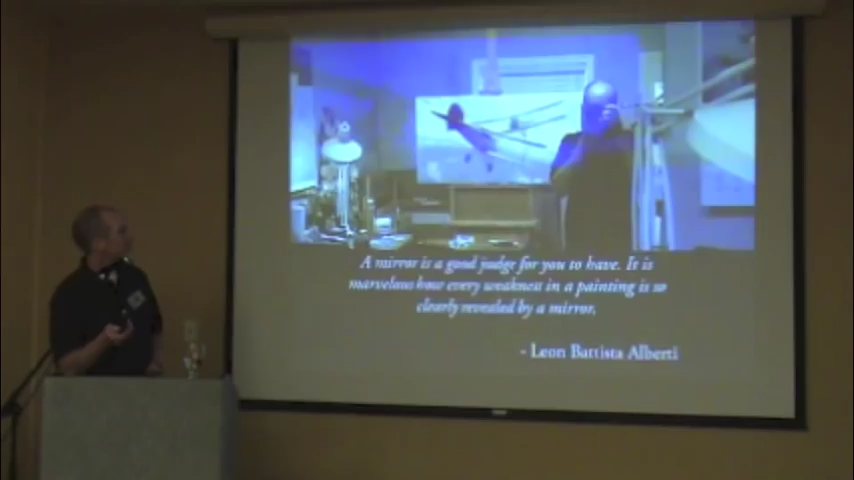 A mirror is a good judge for you to have. It is
marvelous how every weakness in a painting is so
clearly revealed by a mirror.
- Leon Battista Alberti